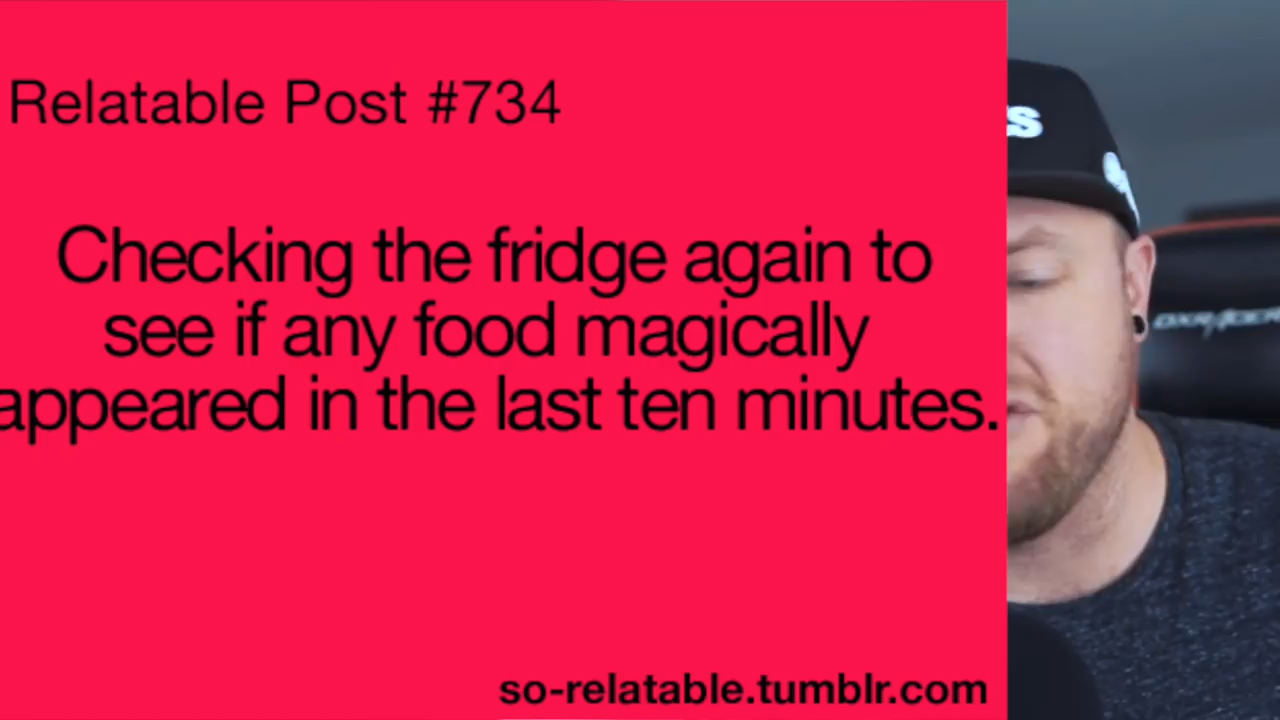 Relatable Post #734
Checking the fridge again to
see if any food magically
appeared in the last ten minutes.
so-relatable.tumblr.com
s